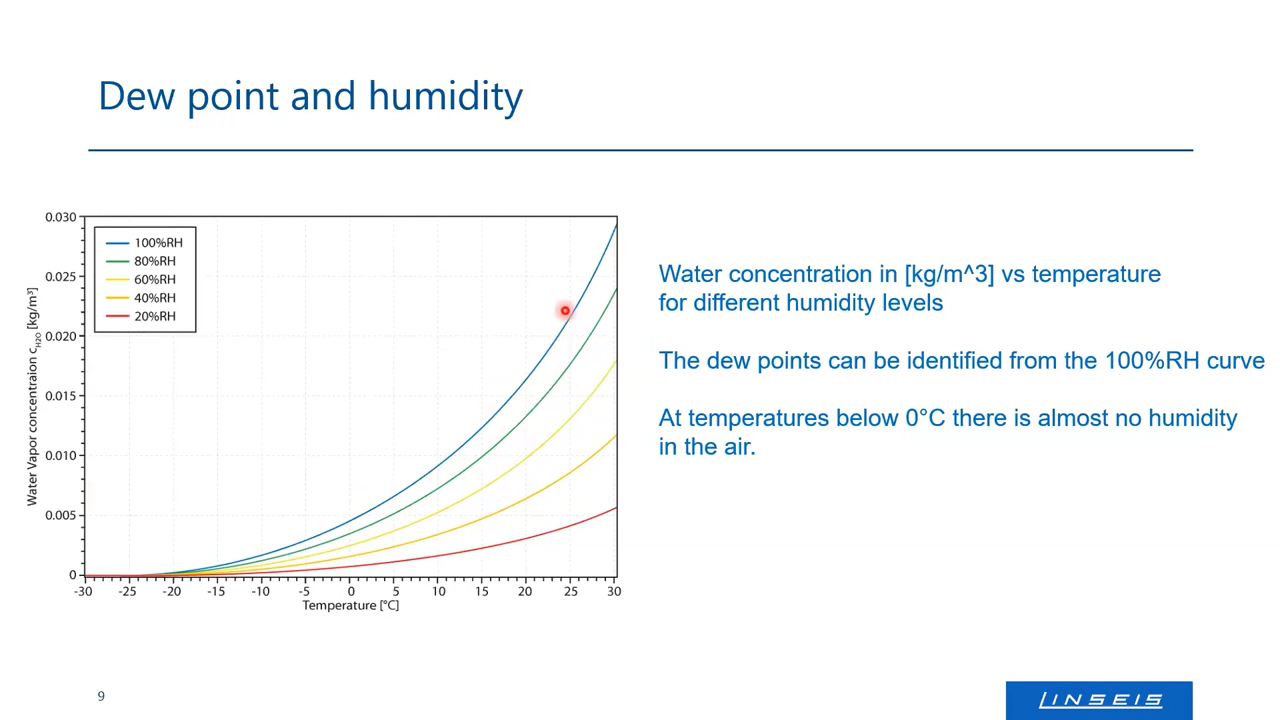 Dew point and humidity
0.030
0.025
0.020
0.015
0.010
0.005
0
Water Vapor concentraion c_H2O [kg/m³]
100%RH
80%RH
60%RH
40%RH
20%RH
-30 -25 -20 -15 -10 -5 0 5 10 15 20 25 30
Temperature [°C]
Water concentration in [kg/m^3] vs temperature
for different humidity levels
The dew points can be identified from the 100%RH curve
At temperatures below 0°C there is almost no humidity
in the air.
9
LINSEIS